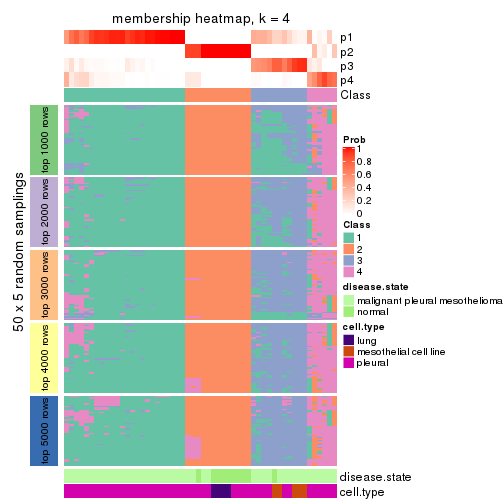 membership heatmap, k = 4
p1
p2
p3
p4
Class
50 x 5 random samplings
top 1000 rows
top 2000 rows
top 3000 rows
top 4000 rows
top 5000 rows
disease.state
cell.type
Prob
1
0.8
0.6
0.4
0.2
0
Class
1
2
3
4
disease.state
malignant pleural mesothelioma
normal
cell.type
lung
mesothelial cell line
pleural